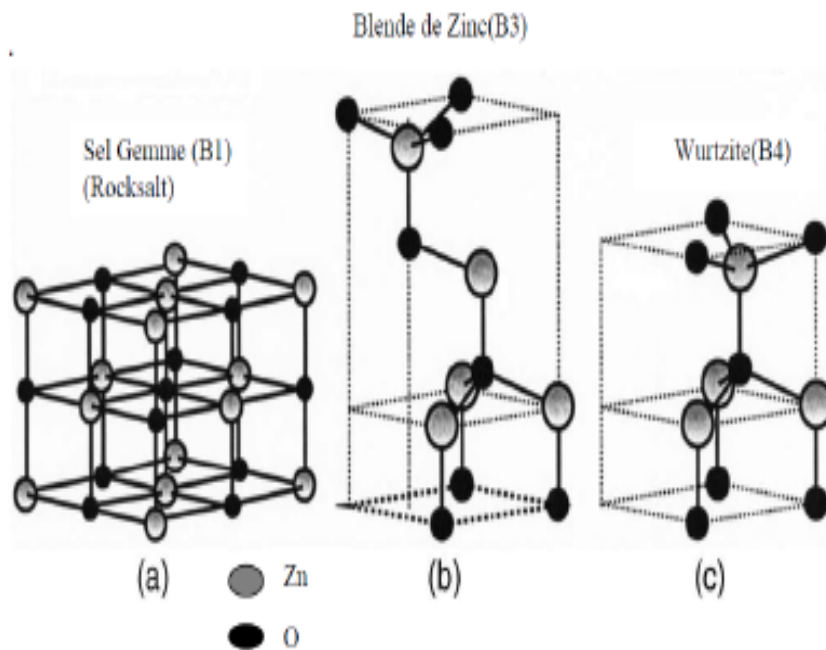 Blende de Zinc(B3)
Sel Gemme (B1)
(Rocksalt)
Wurtzite(B4)
(a)
(b)
(c)
Zn
O